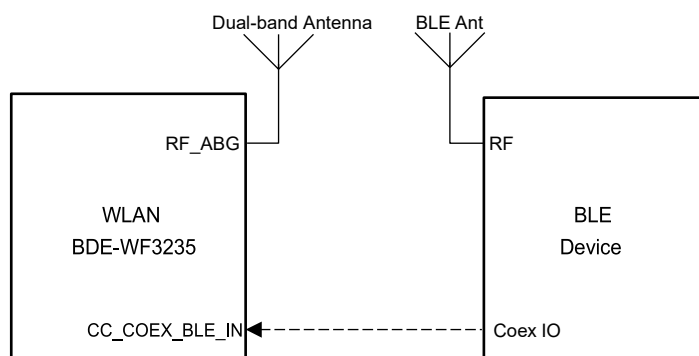 Dual-band Antenna
BLE Ant
RF_ABG
RF
WLAN
BDE-WF3235
BLE
Device
CC_COEX_BLE_IN
Coex IO